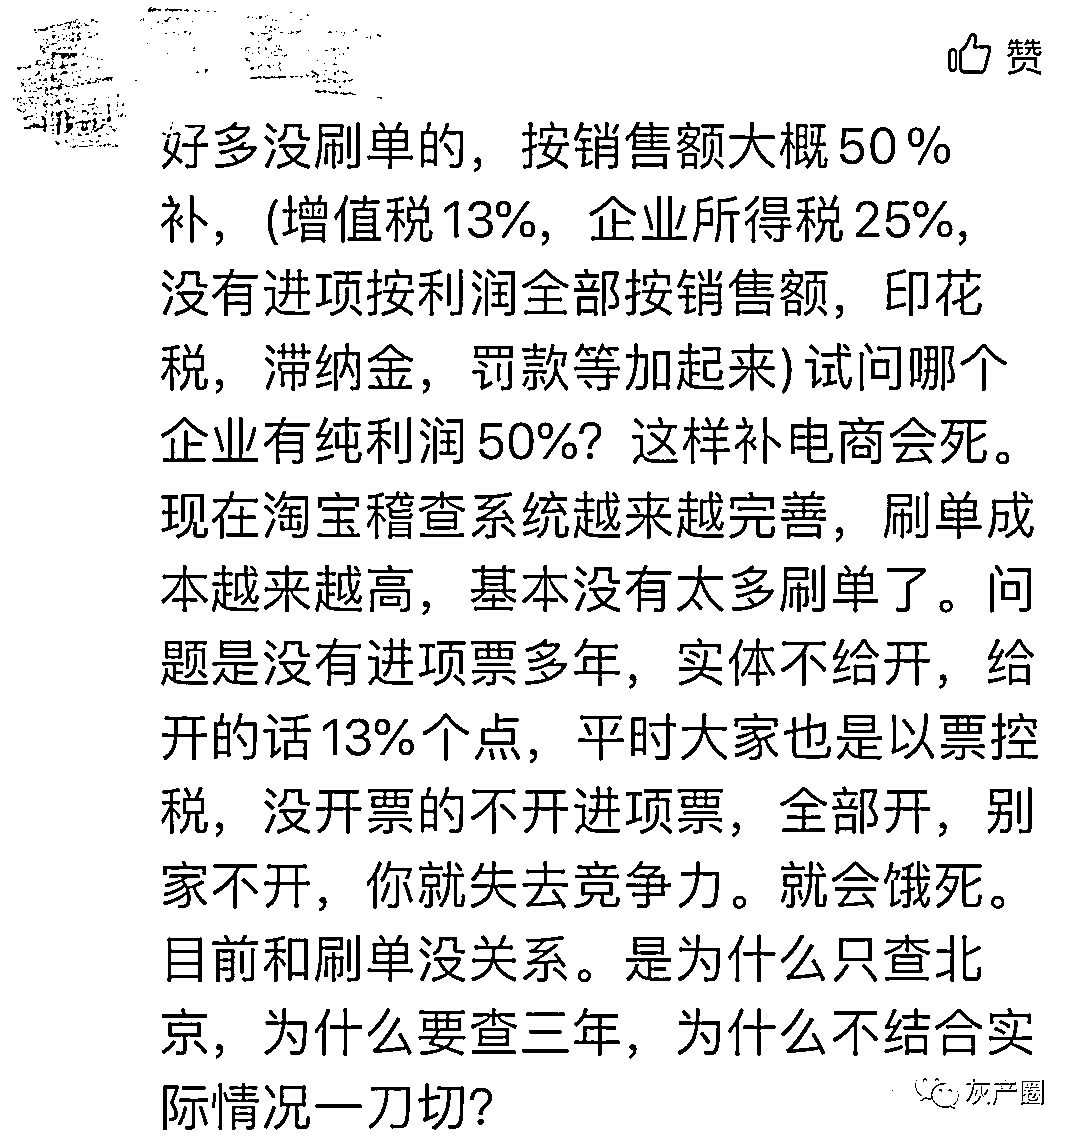 赞
好多没刷单的，按销售额大概50%
补，(增值税13%，企业所得税25%，
没有进项按利润全部按销售额，印花
税，滞纳金，罚款等加起来)试问哪个
企业有纯利润50%？这样补电商会死。
现在淘宝稽查系统越来越完善，刷单成
本越来越高，基本没有太多刷单了。问
题是没有进项票多年，实体不给开，给
开的话13%个点，平时大家也是以票控
税，没开票的不开进项票，全部开，别
家不开，你就失去竞争力。就会饿死。
目前和刷单没关系。是为什么只查北
京，为什么要查三年，为什么不结合实
际情况一刀切？
灰产圈